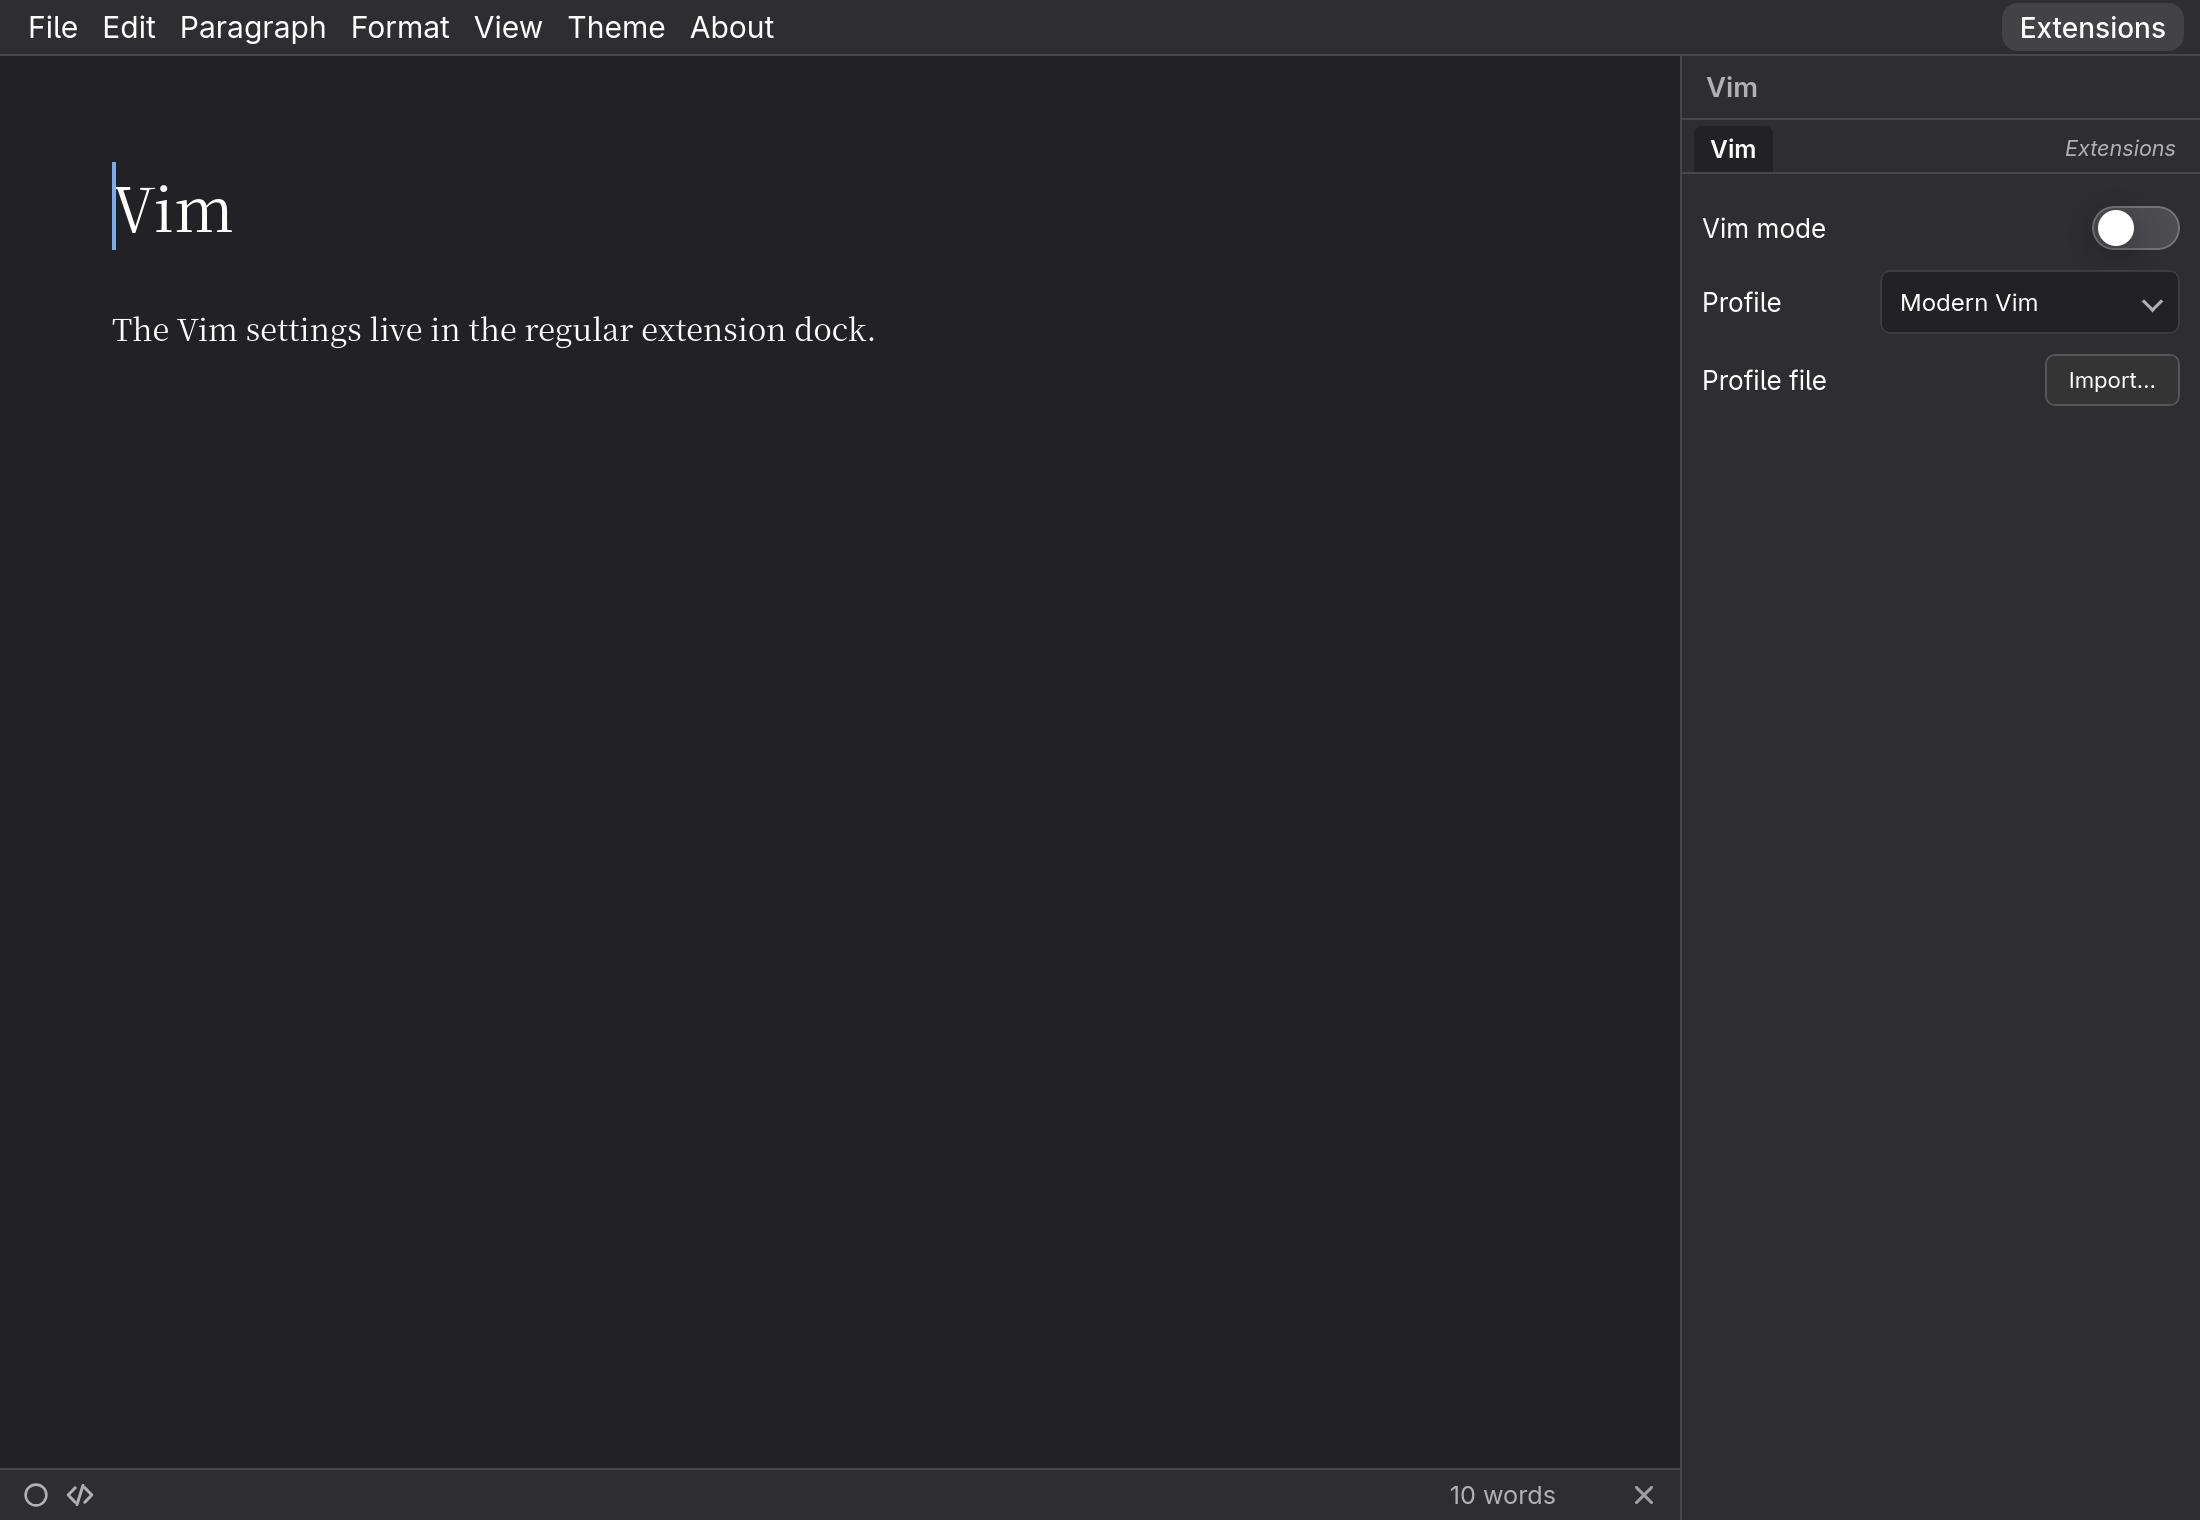 File Edit Paragraph Format View Theme About Extensions
Vim
The Vim settings live in the regular extension dock.
Vim
Vim Extensions
Vim mode
Profile Modern Vim
Profile file Import...
10 words